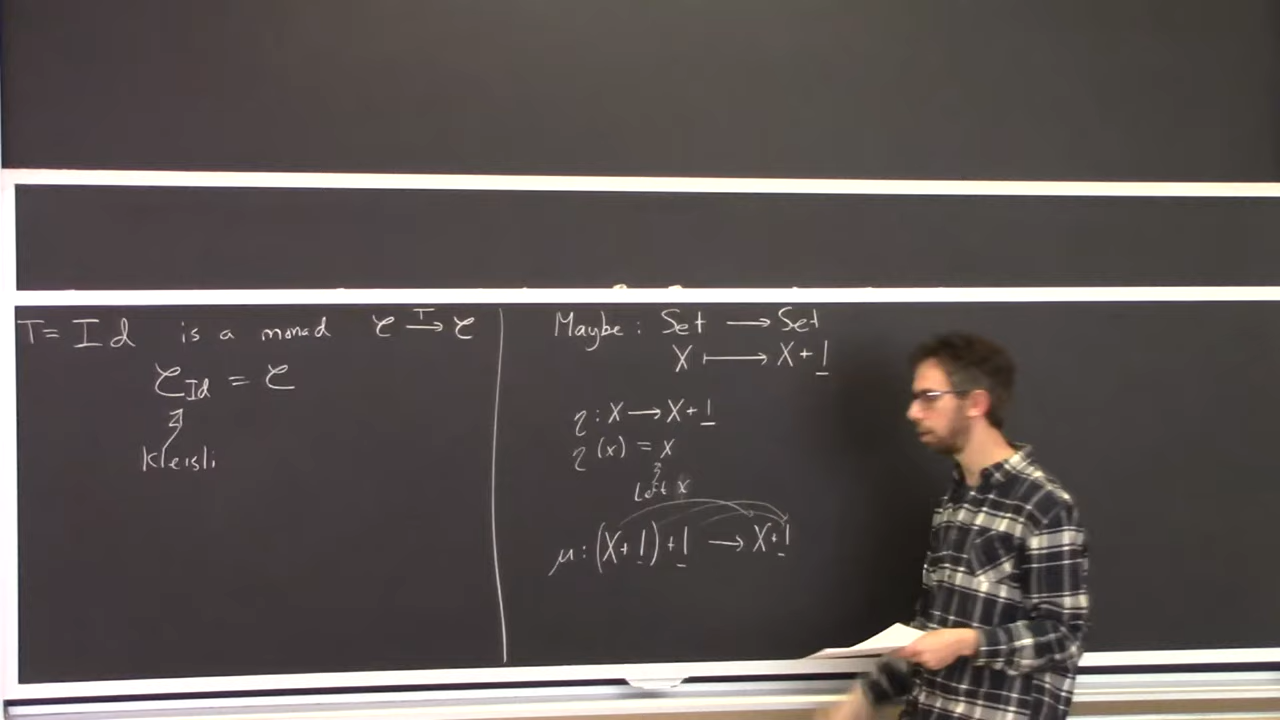 T = Id is a monad 𝒞 —T→ 𝒞
𝒞_Id = 𝒞
Kleisli
Maybe : Set ⟶ Set
X ⟼ X + 1
η : X ⟶ X + 1
η (x) = x
Left x
μ : (X + 1) + 1 ⟶ X + 1